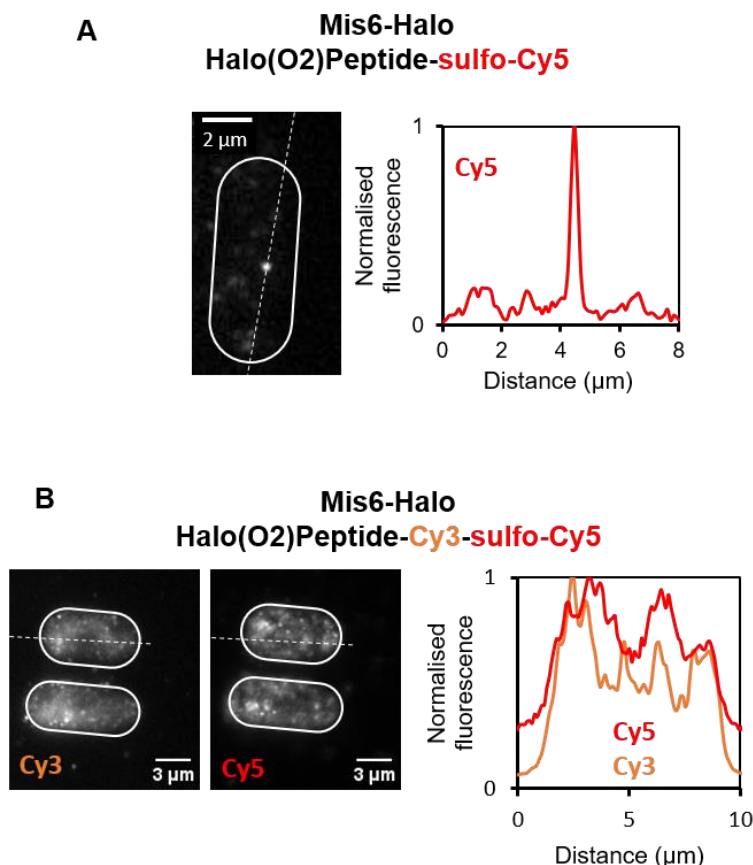 A
Mis6-Halo
Halo(O2)Peptide-sulfo-Cy5
2 µm
Normalised
fluorescence
1
0
Cy5
0 2 4 6 8
Distance (µm)
B
Mis6-Halo
Halo(O2)Peptide-Cy3-sulfo-Cy5
Cy3
3 µm
Cy5
3 µm
Normalised
fluorescence
1
0
Cy5
Cy3
0 5 10
Distance (µm)